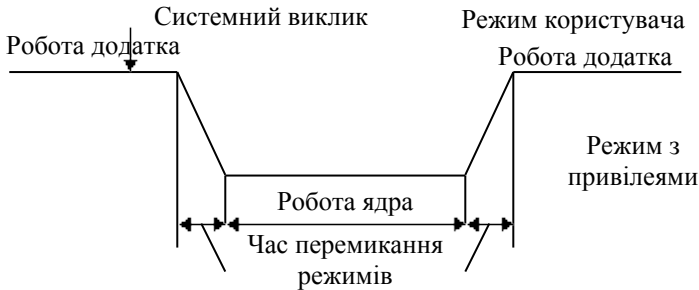 Системний виклик
Режим користувача
Робота додатка
Робота додатка
Режим з
привілеями
Робота ядра
Час перемикання
режимів